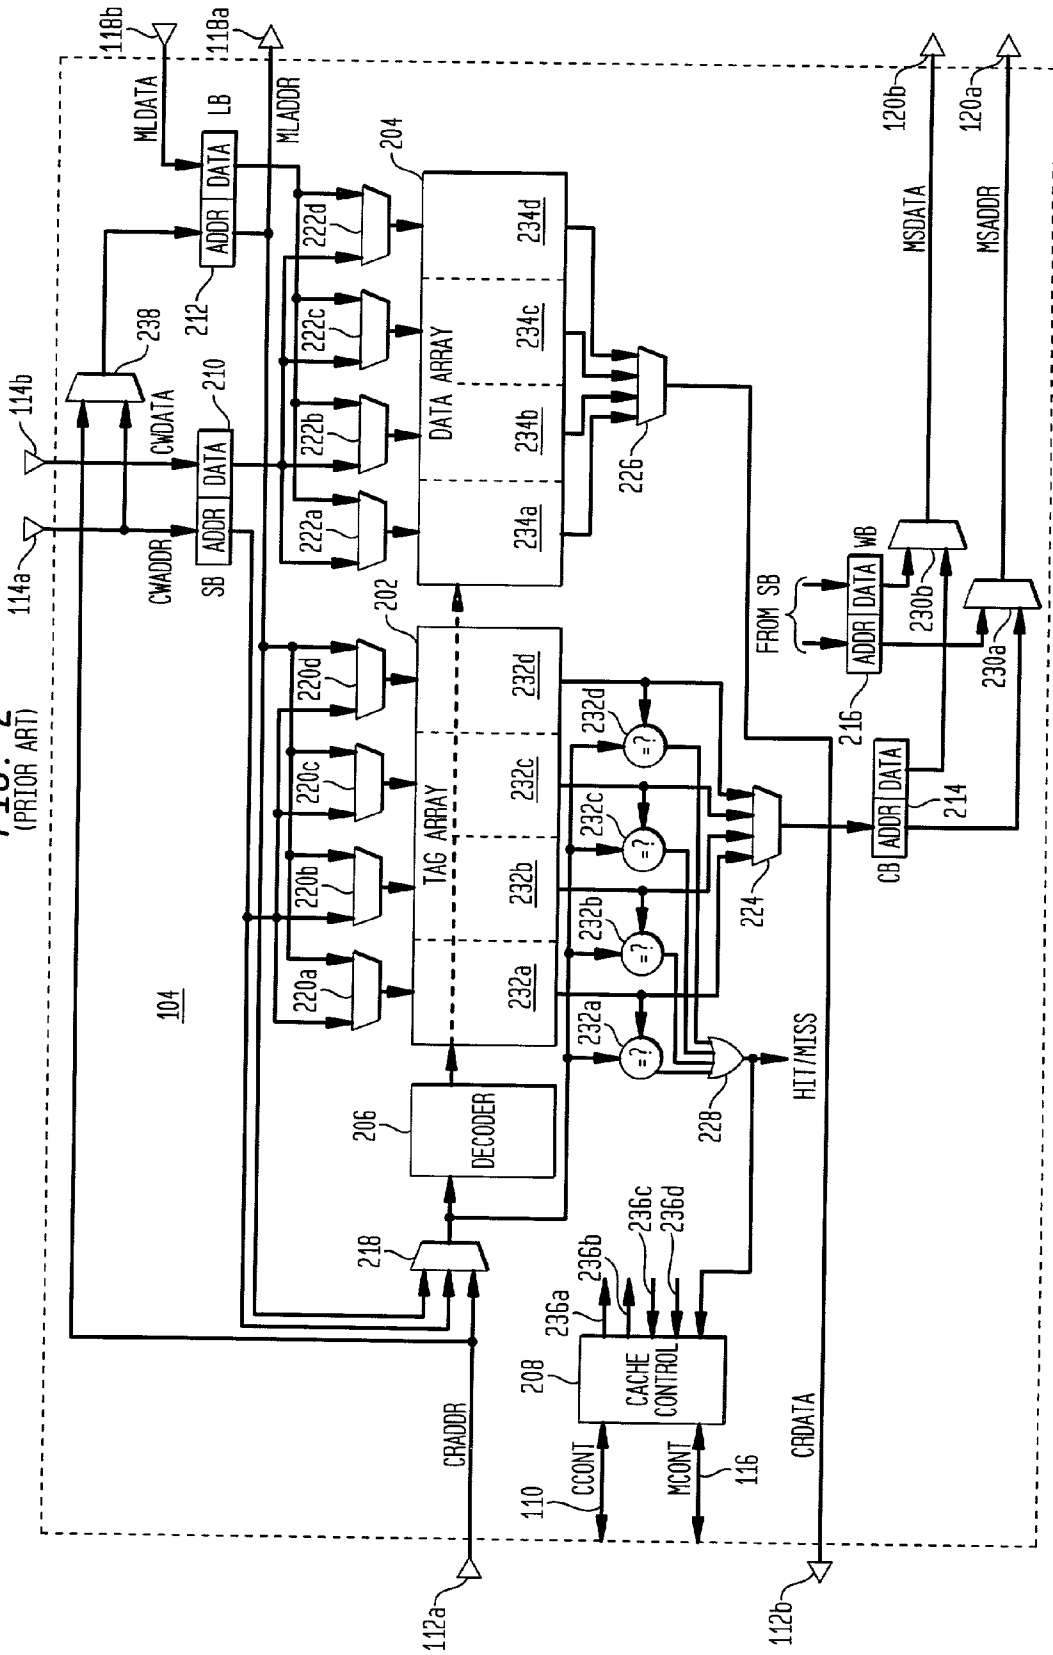 FIG. 2
(PRIOR ART)
114a
114b
118b
118a
CWADDR
CWDATA
238
MLDATA
212
LB
ADDR
DATA
MLADDR
SB
210
ADDR
DATA
104
220a
220b
220c
220d
222a
222b
222c
222d
202
204
TAG ARRAY
DATA ARRAY
232a
232b
232c
232d
234a
234b
234c
234d
206
DECODER
218
CRADDR
112a
232a
232b
232c
232d
=?
=?
=?
=?
226
228
HIT/MISS
224
208
CACHE
CONTROL
236a
236b
236c
236d
CCONT
110
MCONT
116
CRDATA
112b
CB
ADDR
DATA
214
FROM SB
216
ADDR
DATA
WB
230b
230a
MSDATA
MSADDR
120b
120a